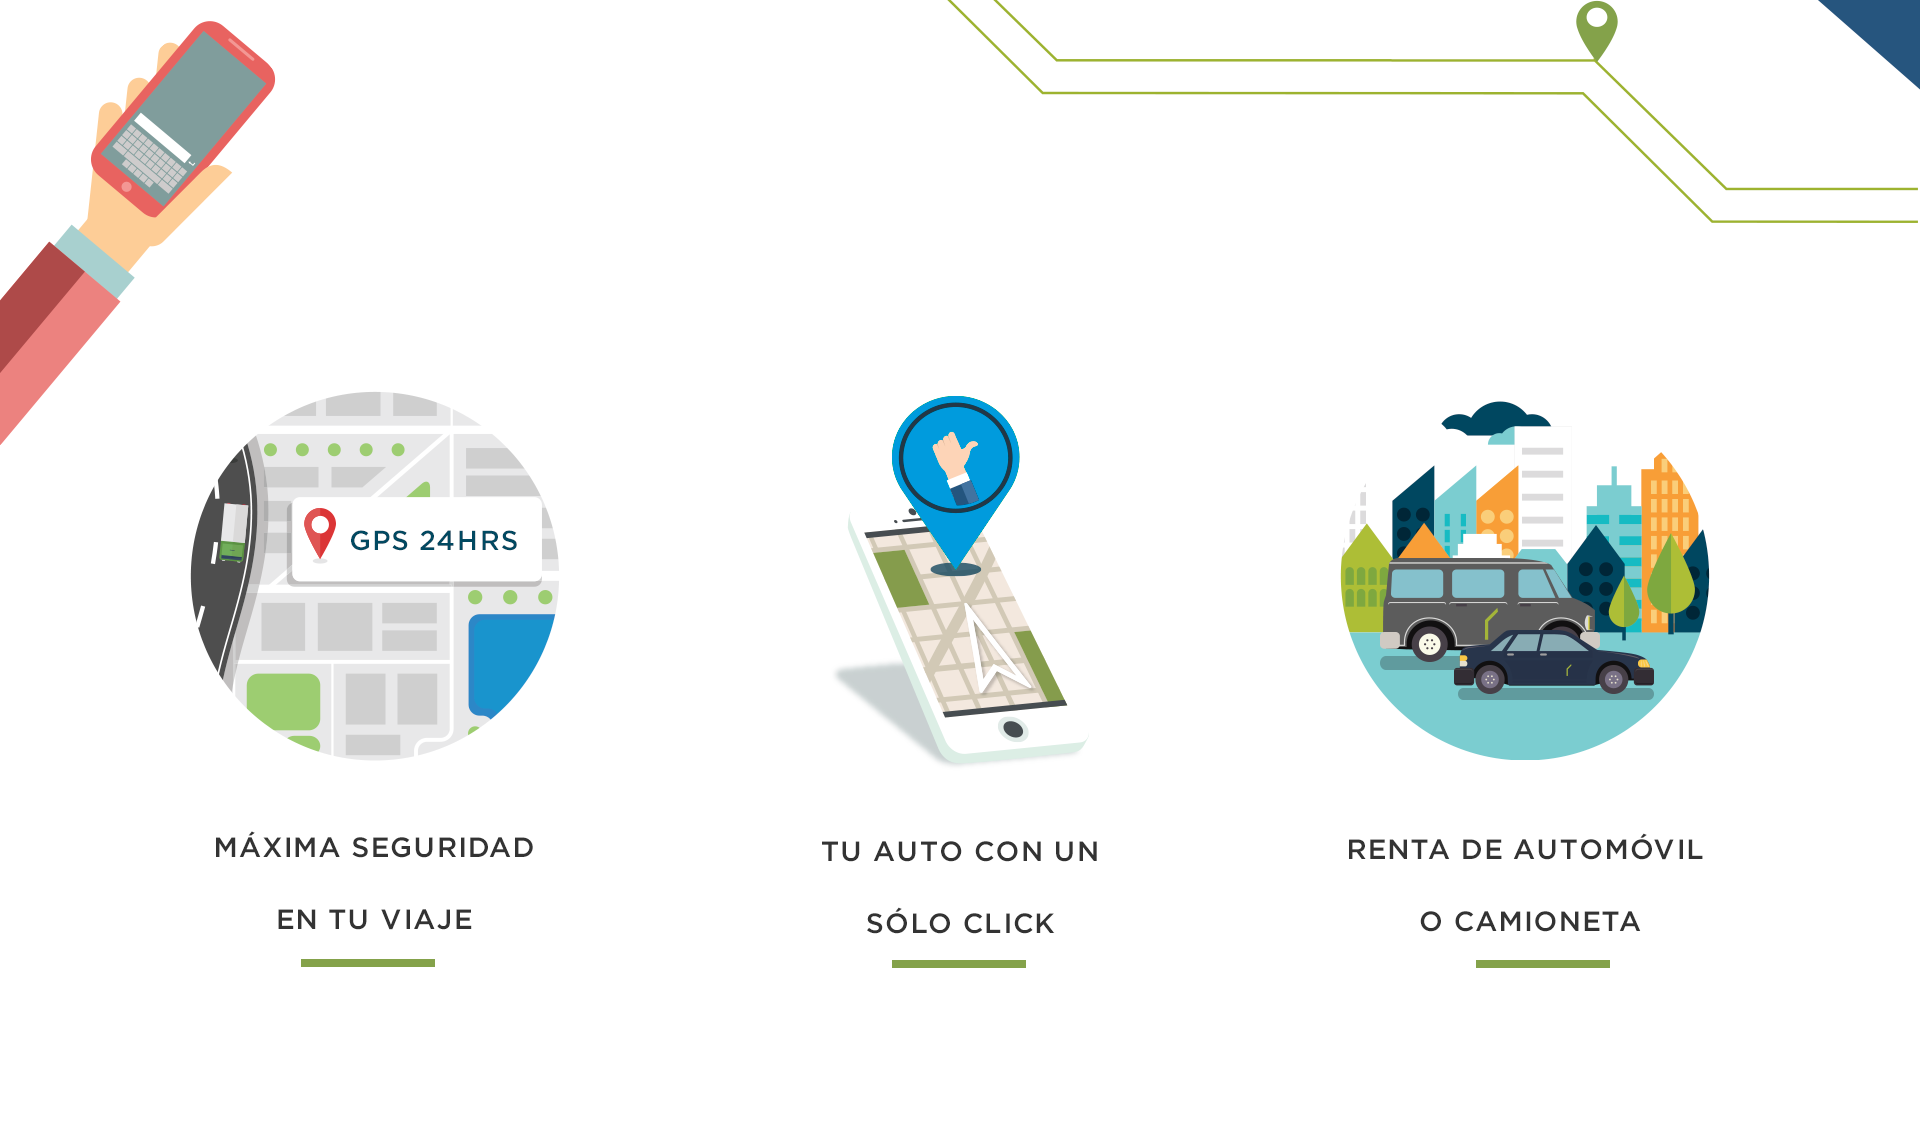 GPS 24HRS
MÁXIMA SEGURIDAD
EN TU VIAJE
TU AUTO CON UN
SÓLO CLICK
RENTA DE AUTOMÓVIL
O CAMIONETA